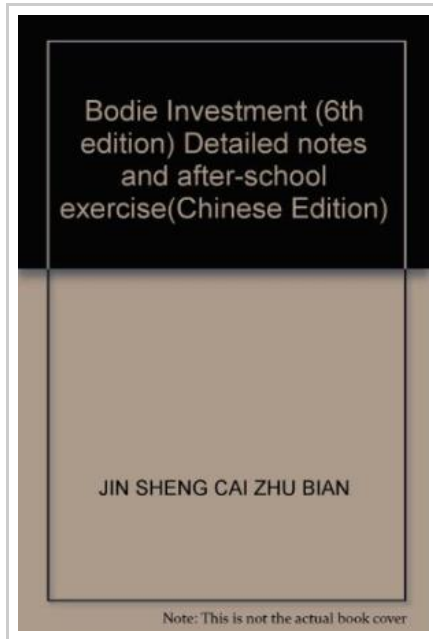 Bodie Investment (6th
edition) Detailed notes
and after-school
exercise(Chinese Edition)
JIN SHENG CAI ZHU BIAN
Note: This is not the actual book cover